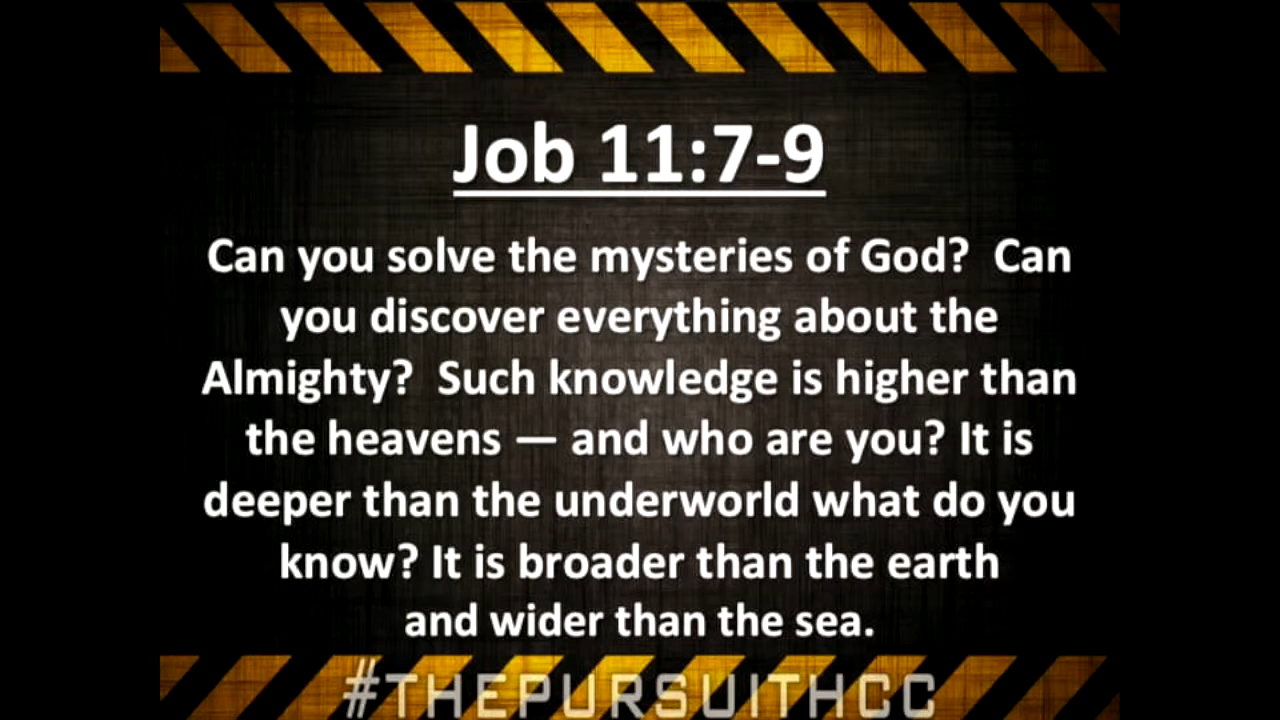 Job 11:7-9
Can you solve the mysteries of God?  Can
you discover everything about the
Almighty?  Such knowledge is higher than
the heavens — and who are you? It is
deeper than the underworld what do you
know? It is broader than the earth
and wider than the sea.
#THEPURSUITHCC